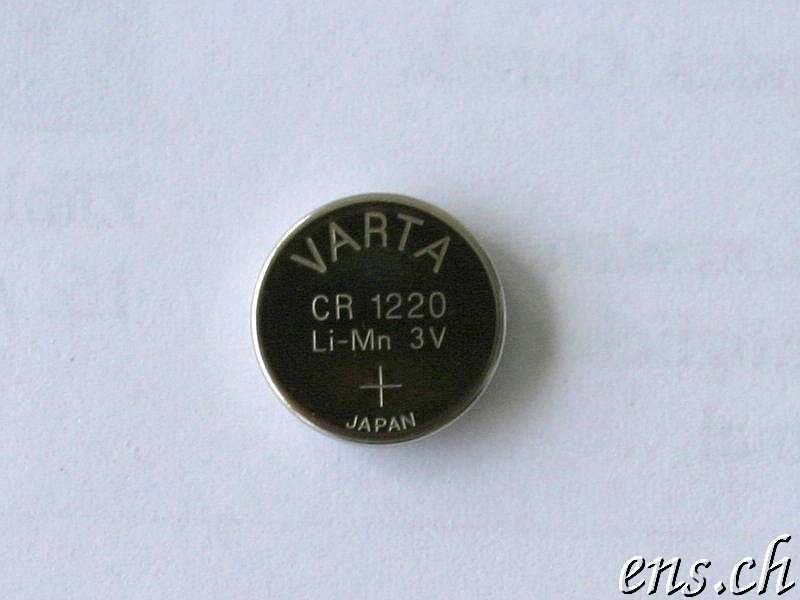 VARTA
CR 1220
Li-Mn 3V
+
JAPAN
ens.ch